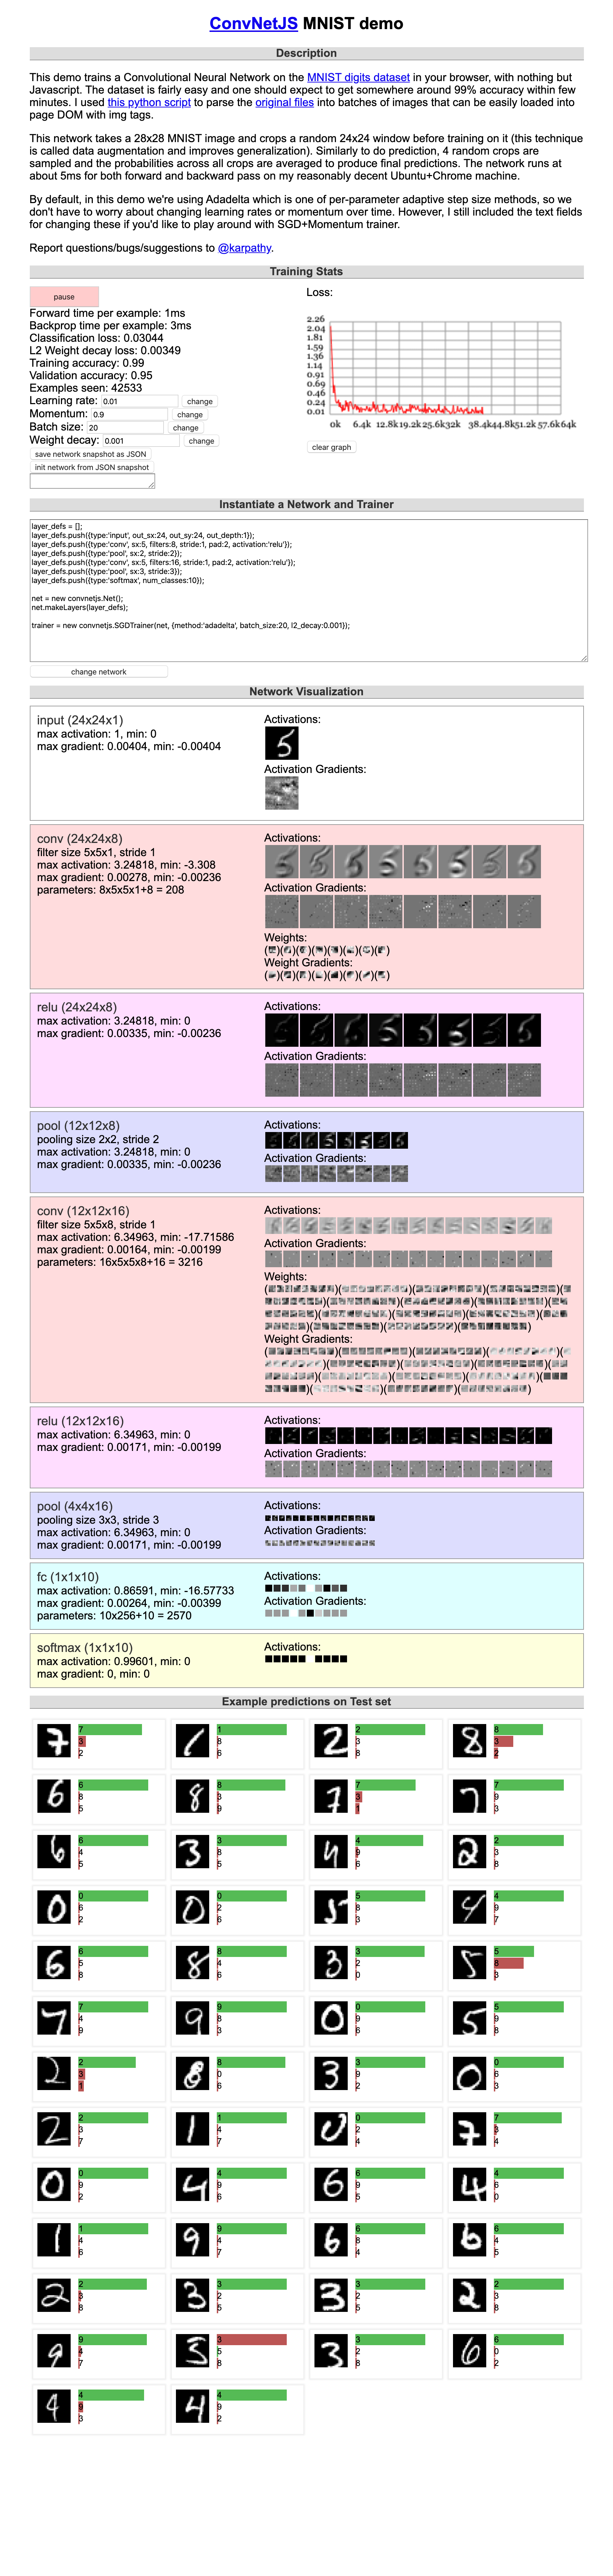 ConvNetJS MNIST demo
Description
This demo trains a Convolutional Neural Network on the MNIST digits dataset in your browser, with nothing but
Javascript. The dataset is fairly easy and one should expect to get somewhere around 99% accuracy within few
minutes. I used this python script to parse the original files into batches of images that can be easily loaded into
page DOM with img tags.
This network takes a 28x28 MNIST image and crops a random 24x24 window before training on it (this technique
is called data augmentation and improves generalization). Similarly to do prediction, 4 random crops are
sampled and the probabilities across all crops are averaged to produce final predictions. The network runs at
about 5ms for both forward and backward pass on my reasonably decent Ubuntu+Chrome machine.
By default, in this demo we're using Adadelta which is one of per-parameter adaptive step size methods, so we
don't have to worry about changing learning rates or momentum over time. However, I still included the text fields
for changing these if you'd like to play around with SGD+Momentum trainer.
Report questions/bugs/suggestions to @karpathy.
Training Stats
pause
Forward time per example: 1ms
Backprop time per example: 3ms
Classification loss: 0.03044
L2 Weight decay loss: 0.00349
Training accuracy: 0.99
Validation accuracy: 0.95
Examples seen: 42533
Learning rate: 0.01 change
Momentum: 0.9 change
Batch size: 20 change
Weight decay: 0.001 change
save network snapshot as JSON
init network from JSON snapshot
Loss:
2.26
2.04
1.81
1.59
1.36
1.14
0.91
0.69
0.46
0.24
0.01
0k 6.4k 12.8k 19.2k 25.6k 32k 38.4k 44.8k 51.2k 57.6k 64k
clear graph
Instantiate a Network and Trainer
layer_defs = [];
layer_defs.push({type:'input', out_sx:24, out_sy:24, out_depth:1});
layer_defs.push({type:'conv', sx:5, filters:8, stride:1, pad:2, activation:'relu'});
layer_defs.push({type:'pool', sx:2, stride:2});
layer_defs.push({type:'conv', sx:5, filters:16, stride:1, pad:2, activation:'relu'});
layer_defs.push({type:'pool', sx:3, stride:3});
layer_defs.push({type:'softmax', num_classes:10});
net = new convnetjs.Net();
net.makeLayers(layer_defs);
trainer = new convnetjs.SGDTrainer(net, {method:'adadelta', batch_size:20, l2_decay:0.001});
change network
Network Visualization
input (24x24x1)
max activation: 1, min: 0
max gradient: 0.00404, min: -0.00404
Activations:
5
Activation Gradients:
conv (24x24x8)
filter size 5x5x1, stride 1
max activation: 3.24818, min: -3.308
max gradient: 0.00278, min: -0.00236
parameters: 8x5x5x1+8 = 208
Activations:
Activation Gradients:
Weights:
Weight Gradients:
relu (24x24x8)
max activation: 3.24818, min: 0
max gradient: 0.00335, min: -0.00236
Activations:
Activation Gradients:
pool (12x12x8)
pooling size 2x2, stride 2
max activation: 3.24818, min: 0
max gradient: 0.00335, min: -0.00236
Activations:
Activation Gradients:
conv (12x12x16)
filter size 5x5x8, stride 1
max activation: 6.34963, min: -17.71586
max gradient: 0.00164, min: -0.00199
parameters: 16x5x5x8+16 = 3216
Activations:
Activation Gradients:
Weights:
Weight Gradients:
relu (12x12x16)
max activation: 6.34963, min: 0
max gradient: 0.00171, min: -0.00199
Activations:
Activation Gradients:
pool (4x4x16)
pooling size 3x3, stride 3
max activation: 6.34963, min: 0
max gradient: 0.00171, min: -0.00199
Activations:
Activation Gradients:
fc (1x1x10)
max activation: 0.86591, min: -16.57733
max gradient: 0.00264, min: -0.00399
parameters: 10x256+10 = 2570
Activations:
Activation Gradients:
softmax (1x1x10)
max activation: 0.99601, min: 0
max gradient: 0, min: 0
Activations:
Example predictions on Test set
7 1 2 8
3 8 3 3
2 6 8 2
6 8 7 7
8 3 3 9
5 9 1 3
6 3 4 2
4 8 9 3
5 5 6 8
0 0 5 4
6 2 8 9
2 6 3 7
6 8 3 5
5 4 2 8
8 6 0 3
7 9 0 5
4 8 9 9
9 3 6 8
2 8 3 0
3 0 9 6
1 6 2 3
2 1 0 7
3 4 2 3
7 7 4 4
0 4 6 4
9 9 9 6
2 6 5 0
1 9 6 6
4 4 8 4
6 7 4 5
2 3 3 2
3 2 2 3
8 5 5 8
9 3 3 6
4 5 2 0
7 8 8 2
4 4
9 9
3 2